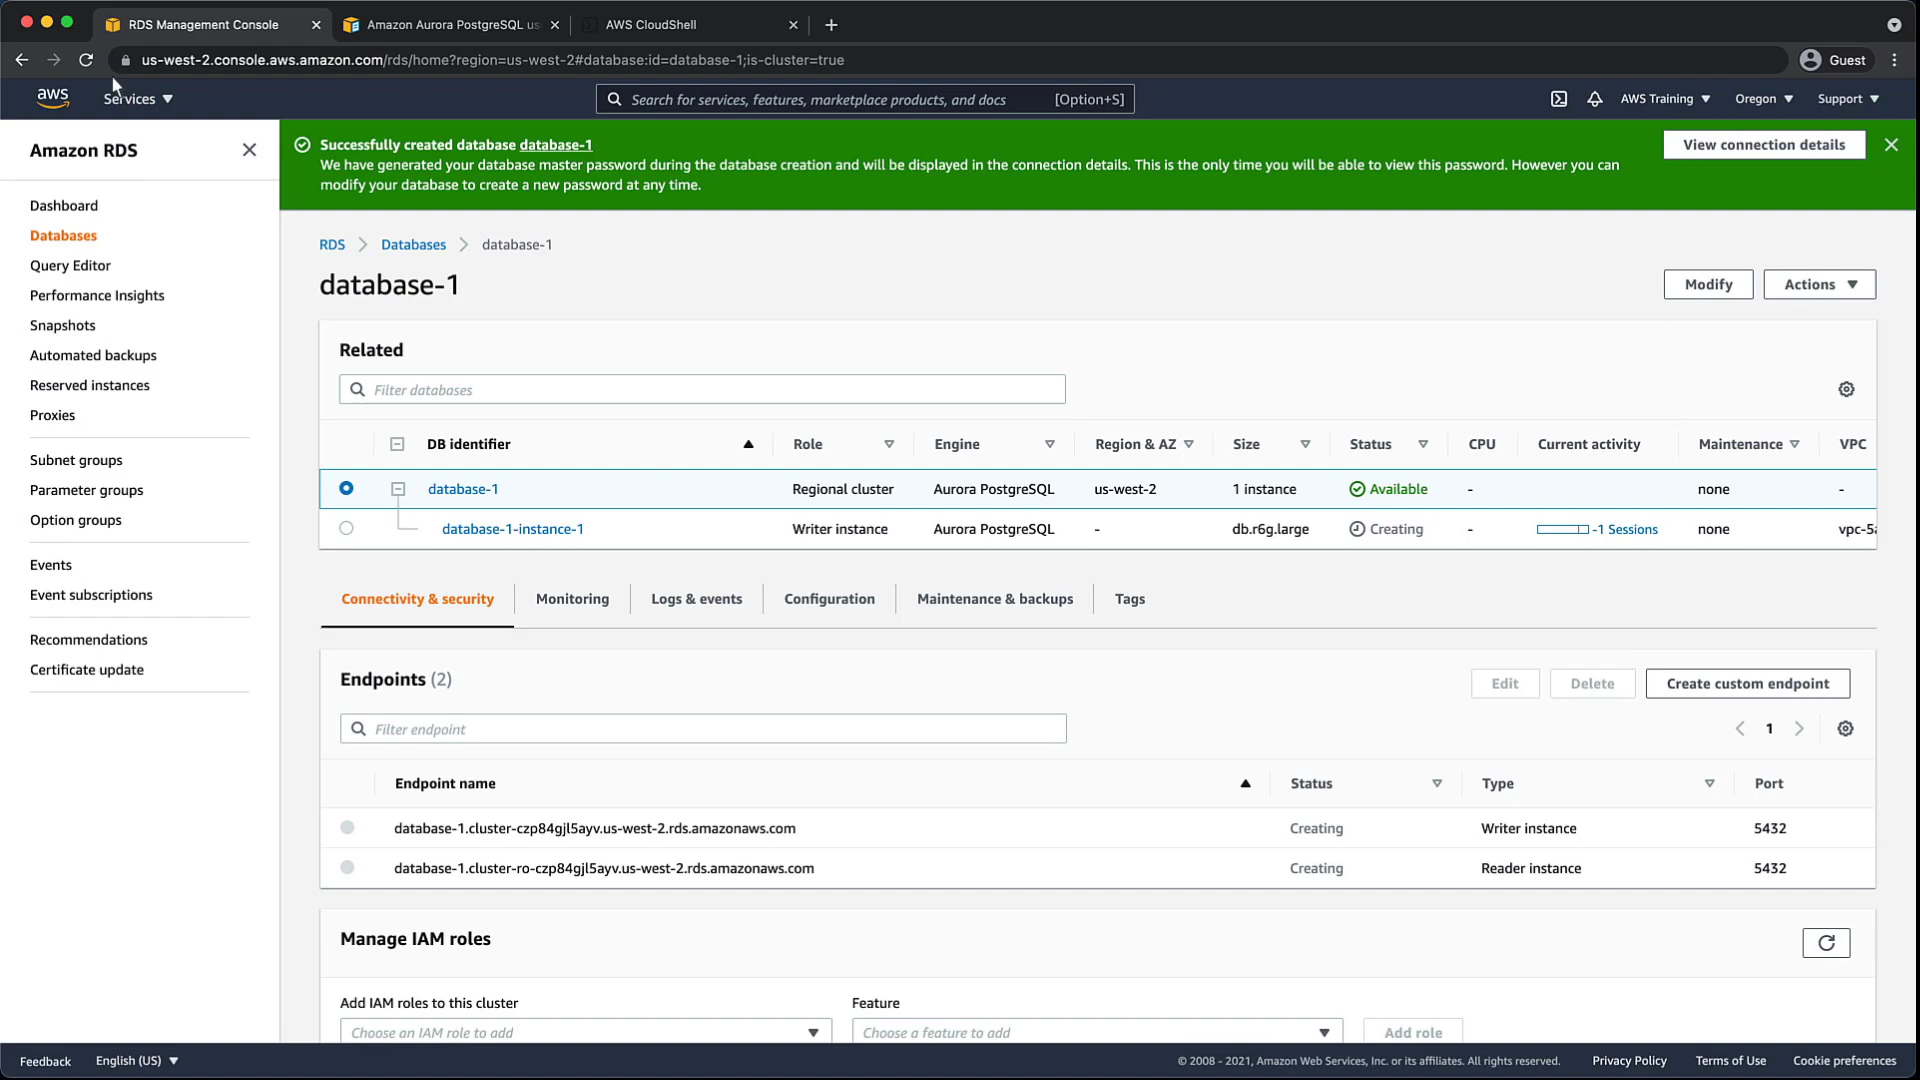 RDS Management Console
Amazon Aurora PostgreSQL us
AWS CloudShell
us-west-2.console.aws.amazon.com/rds/home?region=us-west-2#database:id=database-1;is-cluster=true
Guest
aws
Services
Search for services, features, marketplace products, and docs [Option+S]
AWS Training
Oregon
Support
Amazon RDS
Dashboard
Databases
Query Editor
Performance Insights
Snapshots
Automated backups
Reserved instances
Proxies
Subnet groups
Parameter groups
Option groups
Events
Event subscriptions
Recommendations
Certificate update
Successfully created database database-1
We have generated your database master password during the database creation and will be displayed in the connection details. This is the only time you will be able to view this password. However you can
modify your database to create a new password at any time.
View connection details
RDS > Databases > database-1
database-1
Modify
Actions
Related
Filter databases
DB identifier Role Engine Region & AZ Size Status CPU Current activity Maintenance VPC
database-1 Regional cluster Aurora PostgreSQL us-west-2 1 instance Available - none -
database-1-instance-1 Writer instance Aurora PostgreSQL - db.r6g.large Creating - -1 Sessions none vpc-5a
Connectivity & security Monitoring Logs & events Configuration Maintenance & backups Tags
Endpoints (2)
Edit Delete Create custom endpoint
Filter endpoint
1
Endpoint name Status Type Port
database-1.cluster-czp84gjl5ayv.us-west-2.rds.amazonaws.com Creating Writer instance 5432
database-1.cluster-ro-czp84gjl5ayv.us-west-2.rds.amazonaws.com Creating Reader instance 5432
Manage IAM roles
Add IAM roles to this cluster Feature
Choose an IAM role to add Choose a feature to add Add role
Feedback English (US) © 2008 - 2021, Amazon Web Services, Inc. or its affiliates. All rights reserved. Privacy Policy Terms of Use Cookie preferences